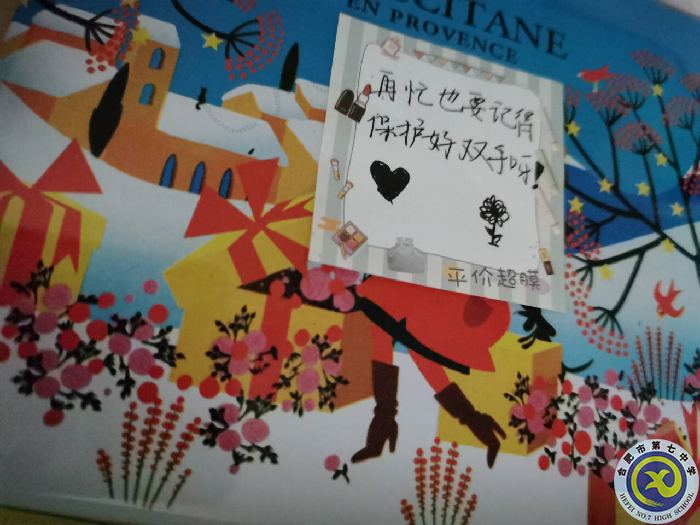 CCITANE
EN PROVENCE
再忙也要记得
保护好双手呀!
平价超膜
合肥市第七中学
HEFEI NO.7 HIGH SCHOOL